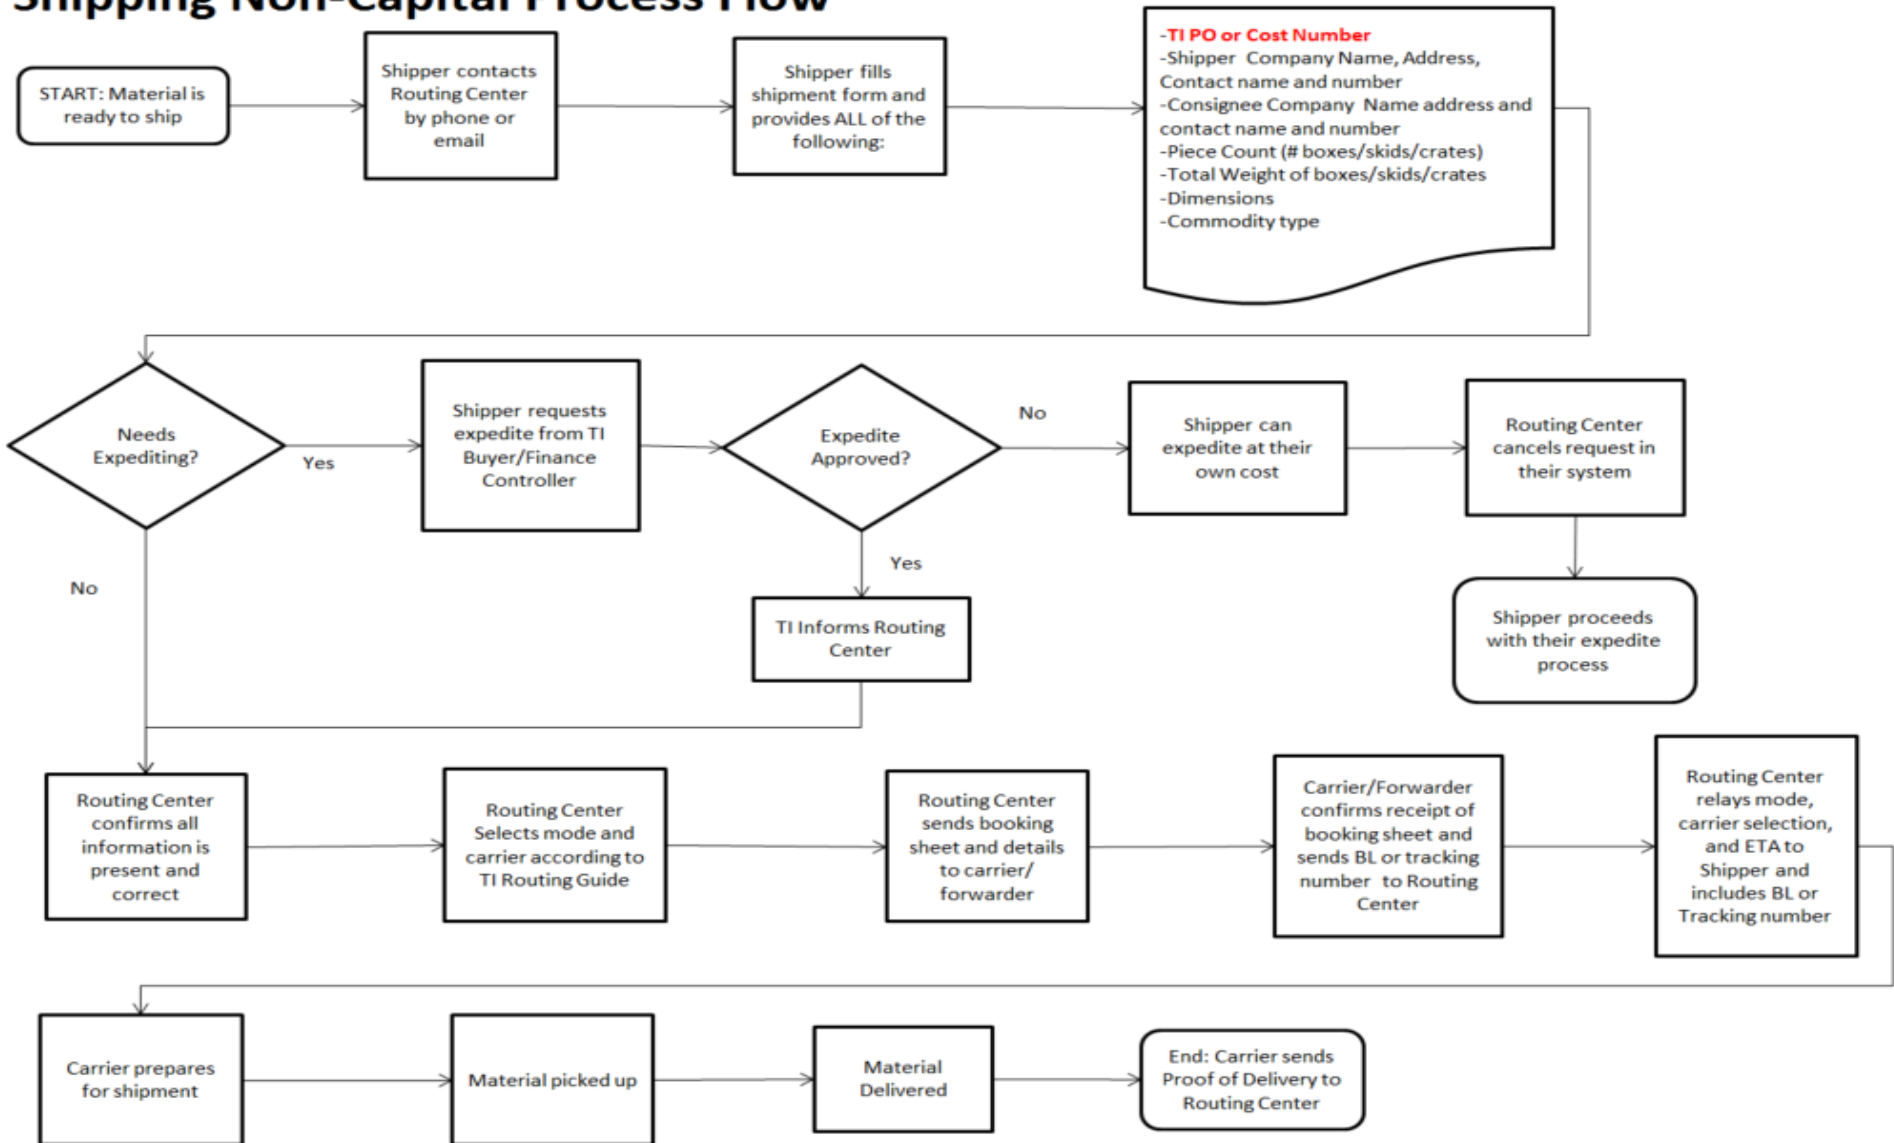 Shipping Non-Capital Process Flow
START: Material is
ready to ship
Shipper contacts
Routing Center
by phone or
email
Shipper fills
shipment form and
provides ALL of the
following:
-TI PO or Cost Number
-Shipper Company Name, Address,
Contact name and number
-Consignee Company Name address and
contact name and number
-Piece Count (# boxes/skids/crates)
-Total Weight of boxes/skids/crates
-Dimensions
-Commodity type
Needs
Expediting?
Yes
Shipper requests
expedite from TI
Buyer/Finance
Controller
Expedite
Approved?
No
Shipper can
expedite at their
own cost
Routing Center
cancels request in
their system
No
Yes
TI Informs Routing
Center
Shipper proceeds
with their expedite
process
Routing Center
confirms all
information is
present and
correct
Routing Center
Selects mode and
carrier according to
TI Routing Guide
Routing Center
sends booking
sheet and details
to carrier/
forwarder
Carrier/Forwarder
confirms receipt of
booking sheet and
sends BL or tracking
number to Routing
Center
Routing Center
relays mode,
carrier selection,
and ETA to
Shipper and
includes BL or
Tracking number
Carrier prepares
for shipment
Material picked up
Material
Delivered
End: Carrier sends
Proof of Delivery to
Routing Center